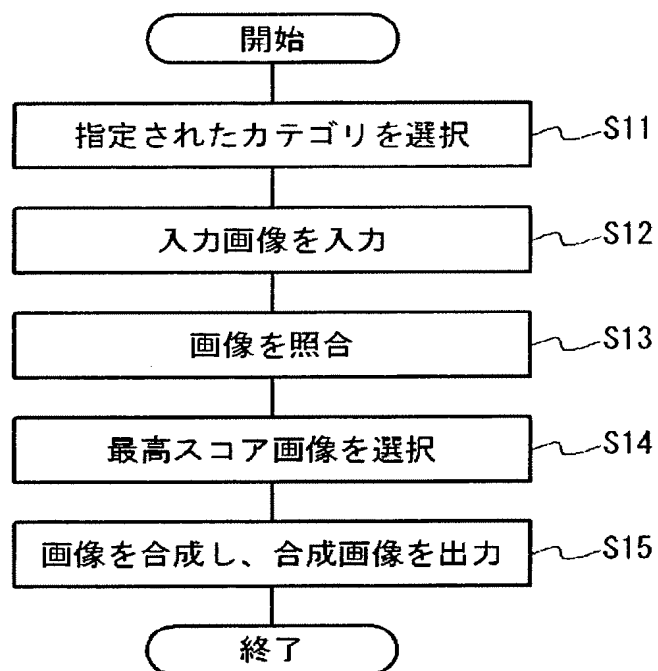 開始
指定されたカテゴリを選択 S11
入力画像を入力 S12
画像を照合 S13
最高スコア画像を選択 S14
画像を合成し、合成画像を出力 S15
終了